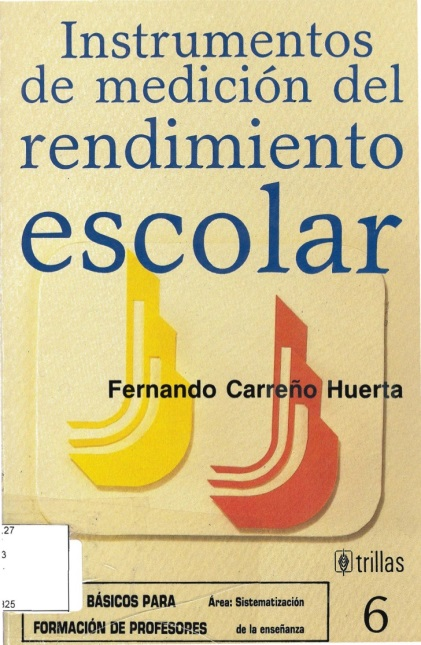 Instrumentos
de medición del
rendimiento
escolar
Fernando Carreño Huerta
trillas
.27
3
325
BÁSICOS PARA Área: Sistematización
FORMACIÓN DE PROFESORES de la enseñanza
6